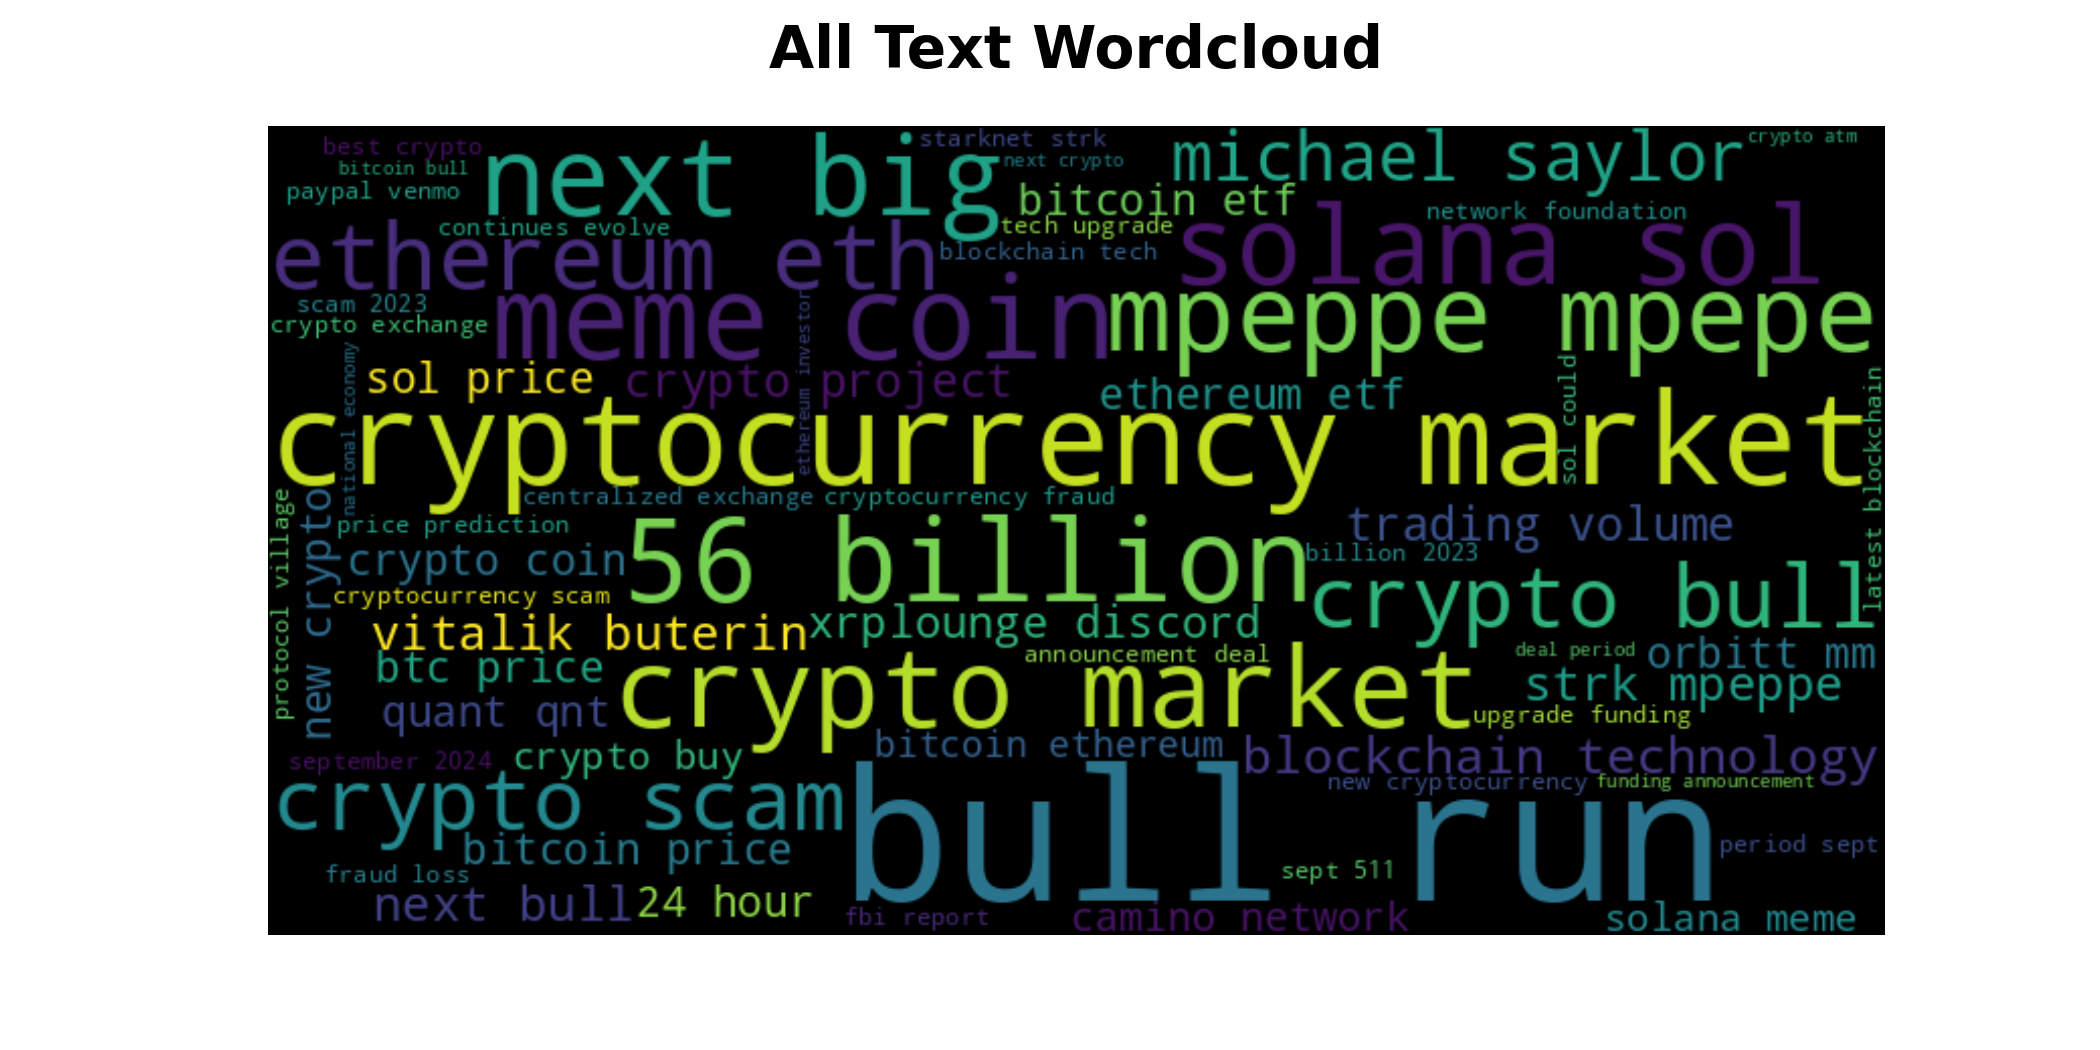 All Text Wordcloud
best crypto
starknet strk
crypto atm
bitcoin bull
next big
next crypto
michael saylor
paypal venmo
bitcoin etf
network foundation
continues evolve
tech upgrade
ethereum eth
blockchain tech
solana sol
scam 2023
meme coin
mpeppe mpepe
crypto exchange
national economy
sol price
crypto project
ethereum investor
ethereum etf
sol could
latest blockchain
cryptocurrency market
centralized exchange
cryptocurrency fraud
protocol village
new crypto
price prediction
trading volume
crypto coin
56 billion
billion 2023
cryptocurrency scam
crypto bull
vitalik buterin
xrplounge discord
announcement deal
deal period
orbitt mm
btc price
crypto market
strk mpeppe
quant qnt
upgrade funding
september 2024
crypto buy
bitcoin ethereum
blockchain technology
new cryptocurrency
funding announcement
crypto scam
bull run
bitcoin price
period sept
fraud loss
sept 511
next bull
24 hour
fbi report
camino network
solana meme